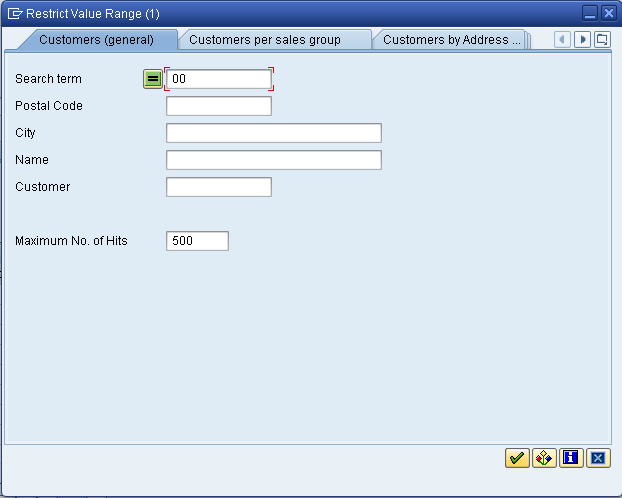 Restrict Value Range (1)
Customers (general) Customers per sales group Customers by Address ...
Search term 00
Postal Code
City
Name
Customer
Maximum No. of Hits 500